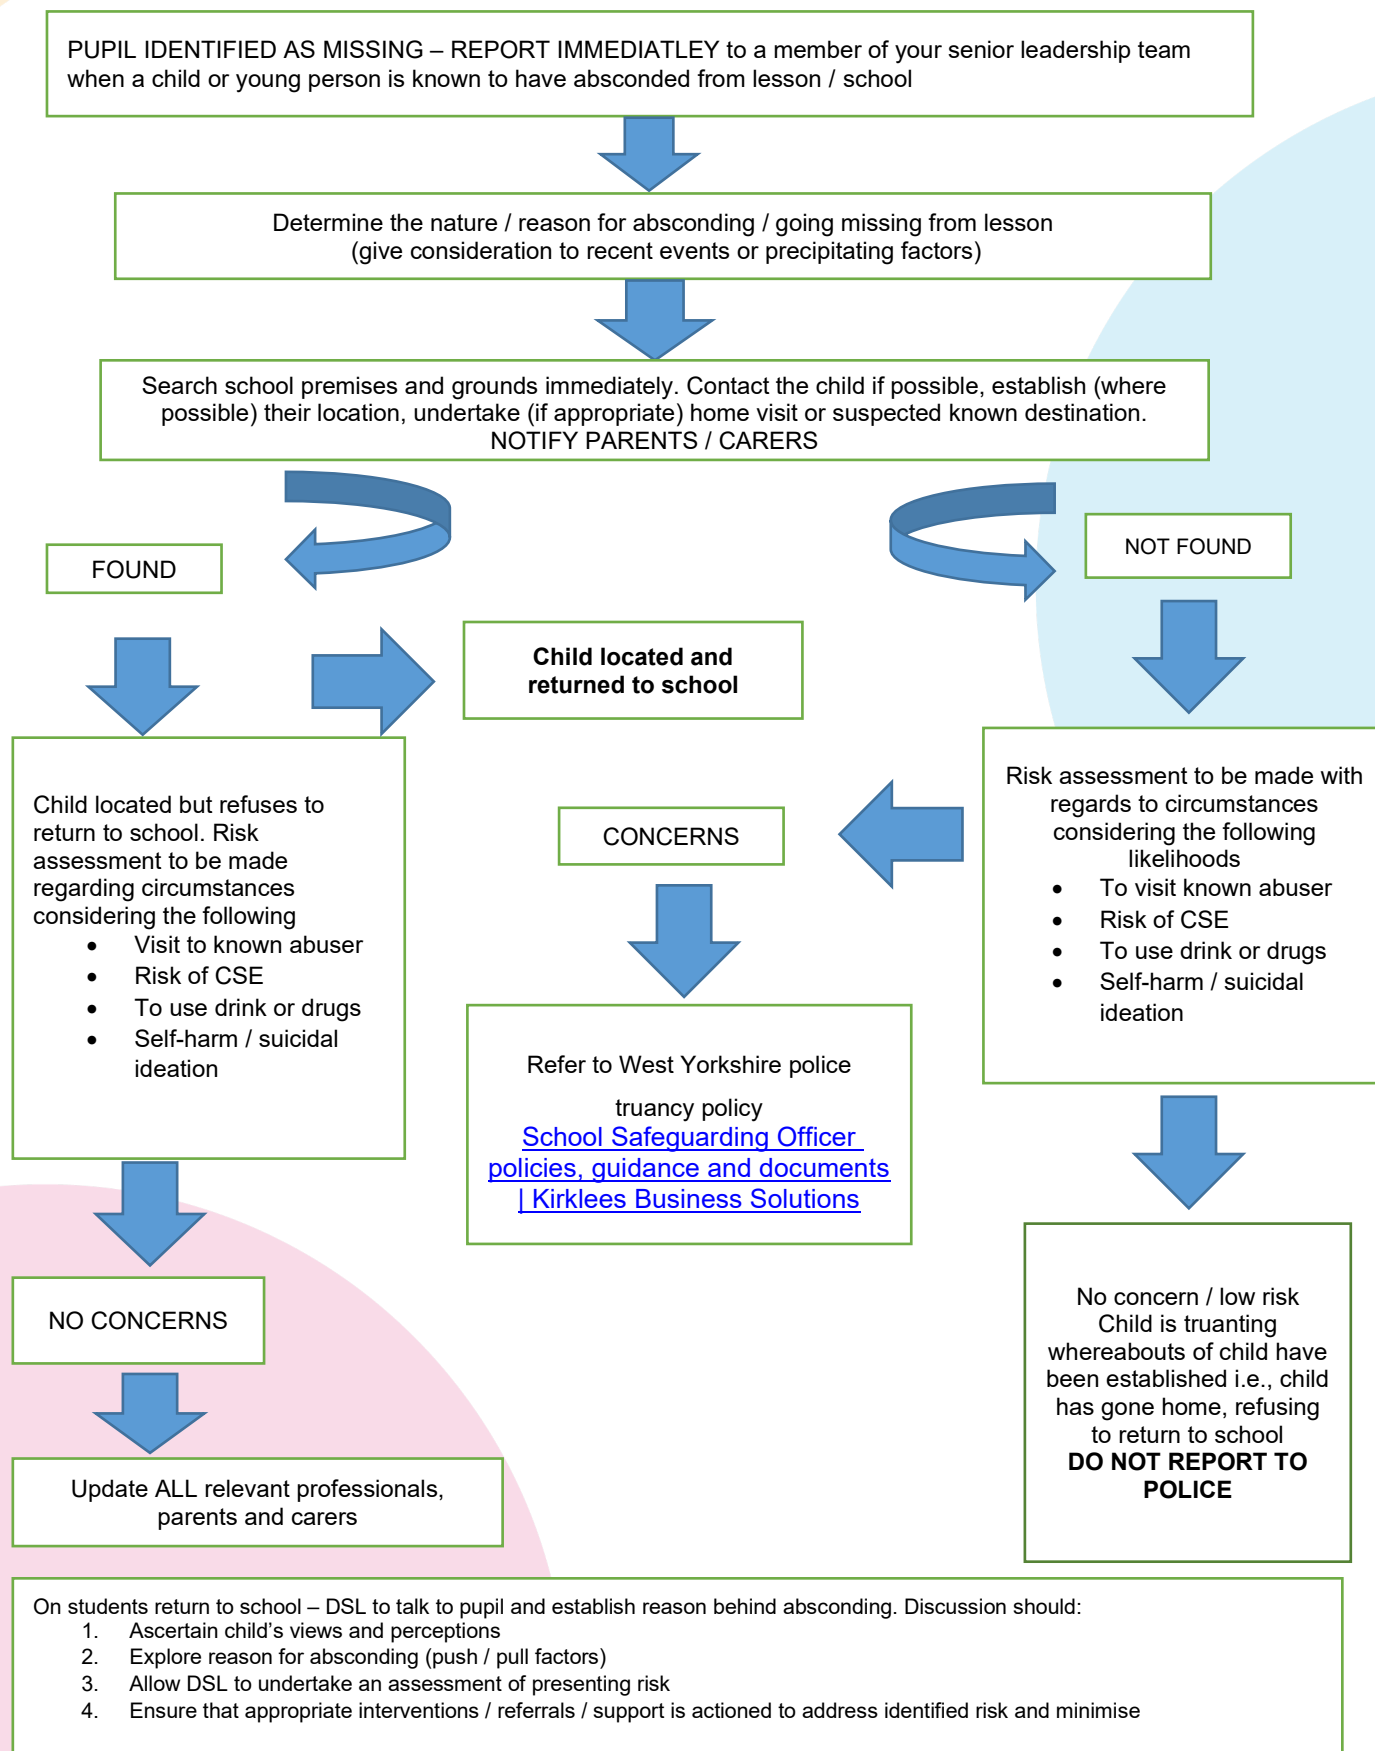 PUPIL IDENTIFIED AS MISSING – REPORT IMMEDIATLEY to a member of your senior leadership team
when a child or young person is known to have absconded from lesson / school
Determine the nature / reason for absconding / going missing from lesson
(give consideration to recent events or precipitating factors)
Search school premises and grounds immediately. Contact the child if possible, establish (where
possible) their location, undertake (if appropriate) home visit or suspected known destination.
NOTIFY PARENTS / CARERS
FOUND
NOT FOUND
Child located and
returned to school
Child located but refuses to
return to school. Risk
assessment to be made
regarding circumstances
considering the following
• Visit to known abuser
• Risk of CSE
• To use drink or drugs
• Self-harm / suicidal
ideation
CONCERNS
Risk assessment to be made with
regards to circumstances
considering the following
likelihoods
• To visit known abuser
• Risk of CSE
• To use drink or drugs
• Self-harm / suicidal
ideation
Refer to West Yorkshire police
truancy policy
School Safeguarding Officer
policies, guidance and documents
| Kirklees Business Solutions
NO CONCERNS
No concern / low risk
Child is truanting
whereabouts of child have
been established i.e., child
has gone home, refusing
to return to school
DO NOT REPORT TO
POLICE
Update ALL relevant professionals,
parents and carers
On students return to school – DSL to talk to pupil and establish reason behind absconding. Discussion should:
1. Ascertain child's views and perceptions
2. Explore reason for absconding (push / pull factors)
3. Allow DSL to undertake an assessment of presenting risk
4. Ensure that appropriate interventions / referrals / support is actioned to address identified risk and minimise